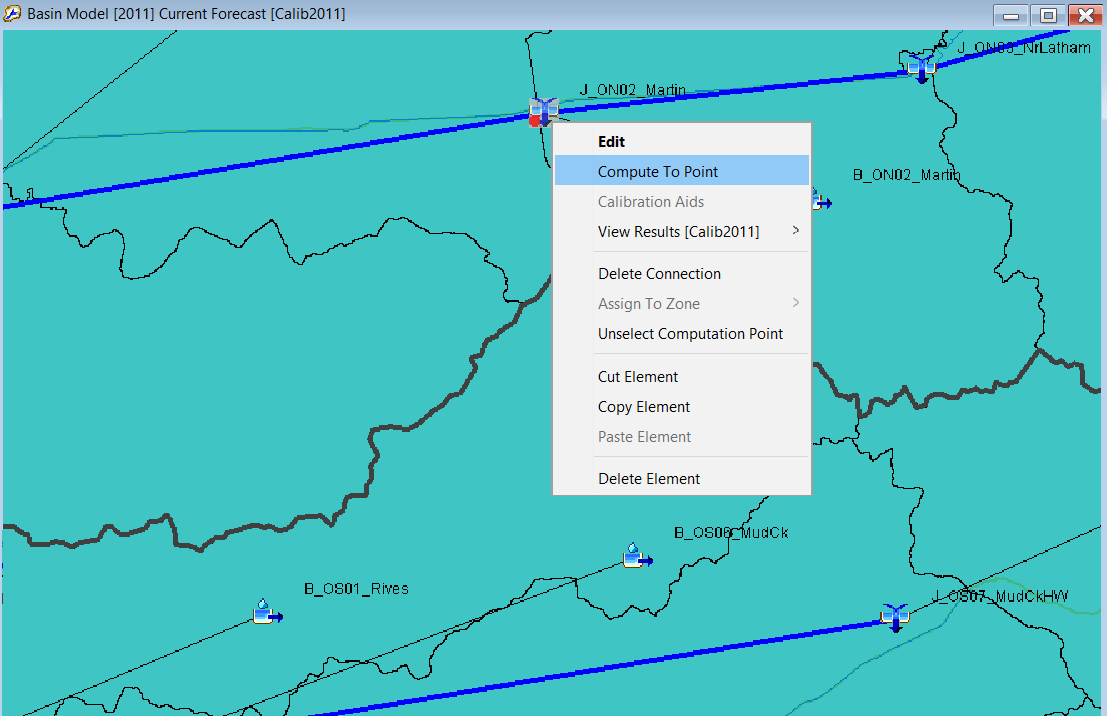 Basin Model [2011] Current Forecast [Calib2011]
J_ON03_NrLatham
J_ON02_Martin
Edit
Compute To Point
B_ON02_Martin
Calibration Aids
View Results [Calib2011]
Delete Connection
Assign To Zone
Unselect Computation Point
Cut Element
Copy Element
Paste Element
Delete Element
B_OS06_MudCk
B_OS01_Rives
J_OS07_MudCkHW